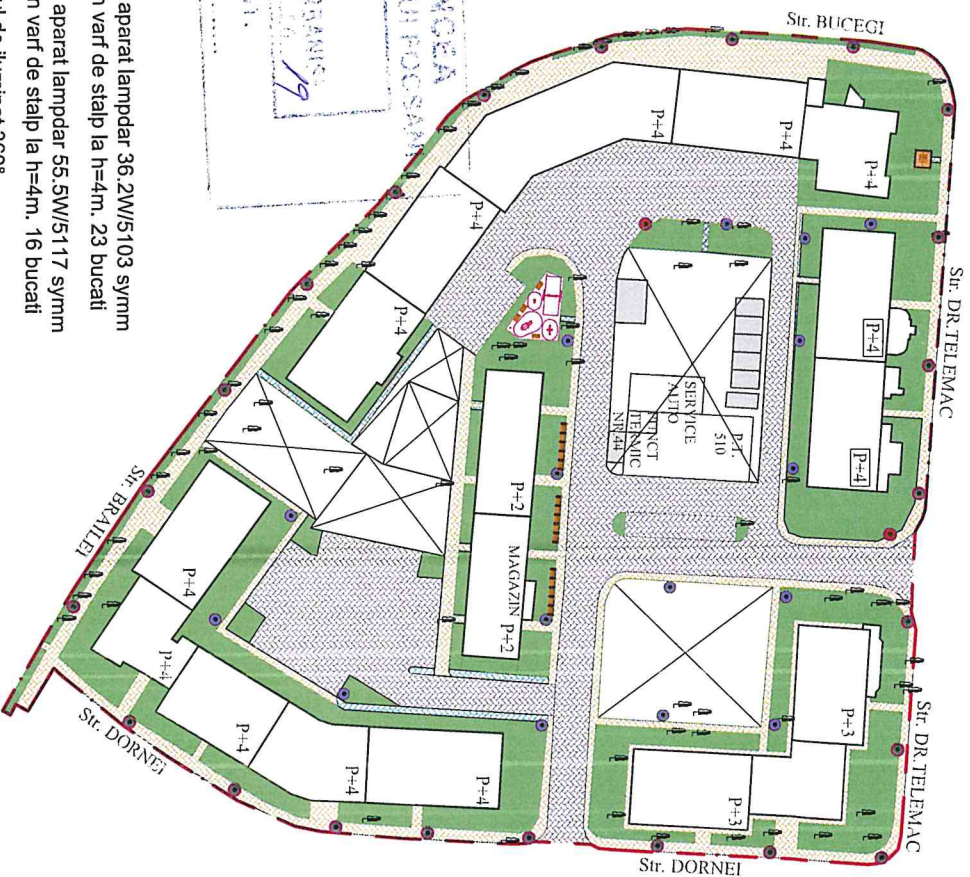 Str. BUCEGI
Str. DR.TELEMAC
P+4
P+4
P+4
P+4
P+4
P+4
P+4
P.T.
510
SERVICE
AUTO
PUNCT
TERMIC
NR.44
P+2
MAGAZIN
P+2
Str. BRAILEI
P+4
P+4
P+4
P+4
P+4
Str. DORNEI
P+3
P+3
Str. DR.TELEMAC
Str. DORNEI
UI FOCSANI
19
aparat lampdar 36.2W/5103 symm
n varf de stalp la h=4m. 23 bucati
aparat lampdar 55.5W/5117 symm
n varf de stalp la h=4m. 16 bucati